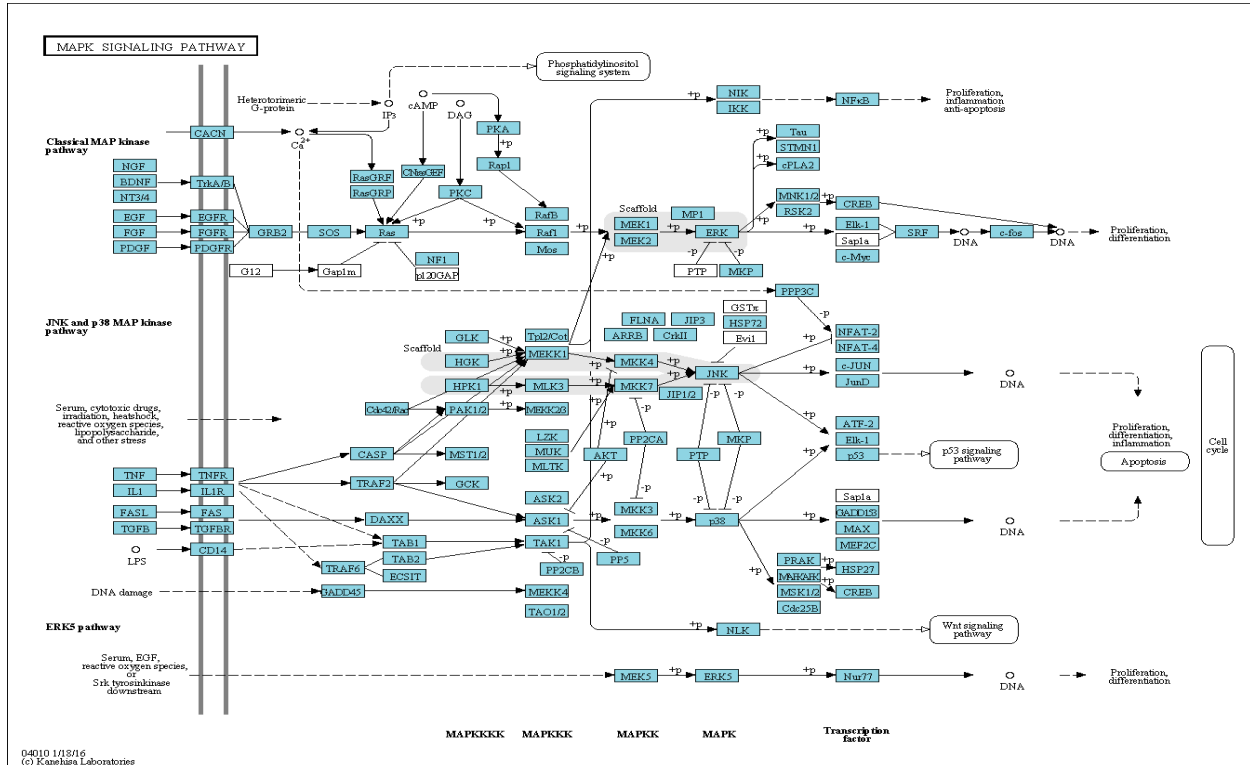 MAPK SIGNALING PATHWAY
Phosphatidylinositol
signaling system
Heterotorimeric
G-protein
IP3
cAMP
DAG
Ca2+
CACN
PKA
+p
Rap1
NIK
IKK
+p
NFκB
Proliferation,
inflammation
anti-apoptosis
Classical MAP kinase
pathway
NGF
BDNF
NT3/4
TrkA/B
RasGRF
RasGRP
CNrasGEF
PKC
EGF
FGF
PDGF
EGFR
FGFR
PDGFR
GRB2
SOS
Ras
+p
+p
+p
RafB
Raf1
Mos
+p
Scaffold
MEK1
MEK2
MP1
+p
ERK
+p
+p
+p
+p
+p
Tau
STMN1
cPLA2
MNK1/2
RSK2
CREB
Elk-1
Sap1a
c-Myc
SRF
DNA
c-fos
DNA
Proliferation,
differentiation
G12
Gap1m
NF1
p120GAP
-p
-p
PTP
MKP
PPP3C
-p
JNK and p38 MAP kinase
pathway
Scaffold
GLK
HGK
HPK1
+p
+p
+p
+p
Tpl2/Cot
MEKK1
MLK3
MEKK2/3
FLNA
JIP3
ARRB
CrkII
GSTπ
HSP72
Evi1
NFAT-2
NFAT-4
c-JUN
JunD
MKK4
MKK7
+p
+p
JNK
JIP1/2
+p
+p
DNA
Serum, cytotoxic drugs,
irradiation, heatshock,
reactive oxygen species,
lipopolysaccharide,
and other stress
Cdc42/Rac
PAK1/2
LZK
MUK
MLTK
AKT
-p
PP2CA
-p
PTP
-p
MKP
+p
ATF-2
Elk-1
p53
p53 signaling
pathway
Proliferation,
differentiation,
inflammation
Apoptosis
Cell
cycle
CASP
MST1/2
TNF
IL1
TNFR
IL1R
TRAF2
GCK
ASK2
+p
-p
-p
-p
+p
FASL
TGFB
FAS
TGFBR
DAXX
ASK1
+p
MKK3
MKK6
+p
p38
+p
Sap1a
GADD153
MAX
MEF2C
DNA
LPS
CD14
TAB1
TAB2
TRAF6
ECSIT
TAK1
-p
-p
PP2CB
PP5
+p
PRAK
MAPKAPK
MSK1/2
Cdc25B
+p
+p
HSP27
CREB
DNA damage
GADD45
MEKK4
TAO1/2
+p
NLK
Wnt signaling
pathway
ERK5 pathway
Serum, EGF,
reactive oxygen species,
or
Srk tyrosinkinase
downstream
MEK5
+p
ERK5
+p
Nur77
DNA
Proliferation,
differentiation
MAPKKKK
MAPKKK
MAPKK
MAPK
Transcription
factor
04010 1/18/16
(c) Kanehisa Laboratories